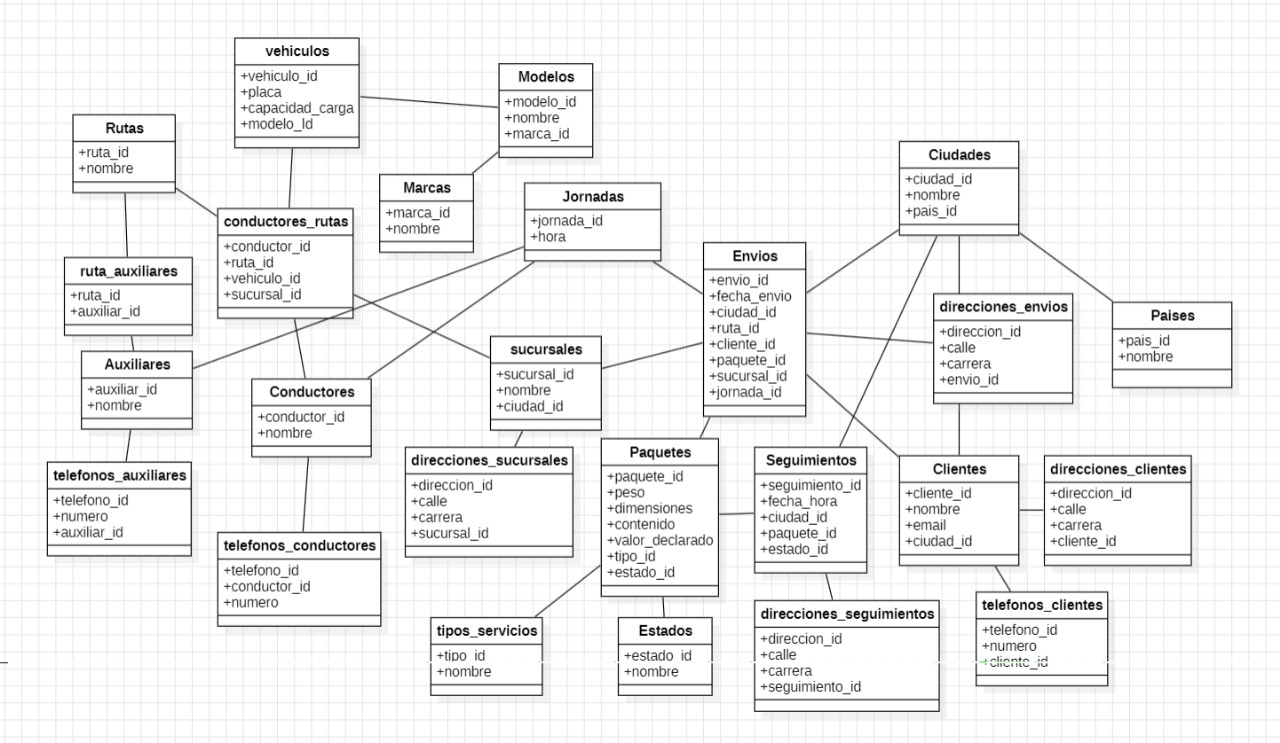 vehiculos
+vehiculo_id
+placa
+capacidad_carga
+modelo_Id
Modelos
+modelo_id
+nombre
+marca_id
Rutas
+ruta_id
+nombre
Marcas
+marca_id
+nombre
Jornadas
+jornada_id
+hora
Ciudades
+ciudad_id
+nombre
+pais_id
conductores_rutas
+conductor_id
+ruta_id
+vehiculo_id
+sucursal_id
Envios
+envio_id
+fecha_envio
+ciudad_id
+ruta_id
+cliente_id
+paquete_id
+sucursal_id
+jornada_id
ruta_auxiliares
+ruta_id
+auxiliar_id
direcciones_envios
+direccion_id
+calle
+carrera
+envio_id
Paises
+pais_id
+nombre
Auxiliares
+auxiliar_id
+nombre
sucursales
+sucursal_id
+nombre
+ciudad_id
Conductores
+conductor_id
+nombre
telefonos_auxiliares
+telefono_id
+numero
+auxiliar_id
direcciones_sucursales
+direccion_id
+calle
+carrera
+sucursal_id
Paquetes
+paquete_id
+peso
+dimensiones
+contenido
+valor_declarado
+tipo_id
+estado_id
Seguimientos
+seguimiento_id
+fecha_hora
+ciudad_id
+paquete_id
+estado_id
Clientes
+cliente_id
+nombre
+email
+ciudad_id
direcciones_clientes
+direccion_id
+calle
+carrera
+cliente_id
telefonos_conductores
+telefono_id
+conductor_id
+numero
tipos_servicios
+tipo_id
+nombre
Estados
+estado_id
+nombre
direcciones_seguimientos
+direccion_id
+calle
+carrera
+seguimiento_id
telefonos_clientes
+telefono_id
+numero
+cliente_id